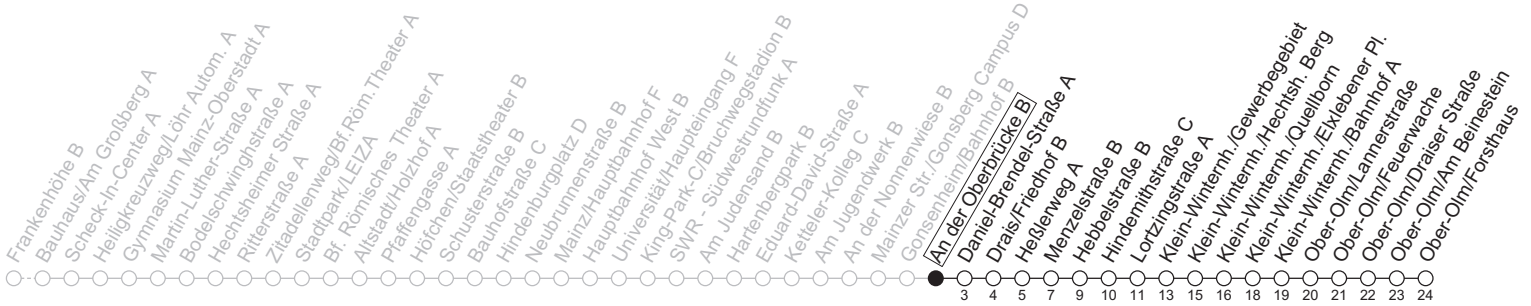 Frankenhöhe B
Bauhaus/Am Großberg A
Scheck-In-Center A
Heiligkreuzweg/Löhr Autom. A
Gymnasium Mainz-Oberstadt A
Martin-Luther-Straße A
Bodelschwinghstraße A
Hechtsheimer Straße A
Ritterstraße A
Zitadellenweg/Bf.Röm.Theater A
Stadtpark/LEIZA
Bf. Römisches Theater A
Altstadt/Holzhof A
Pfaffengasse A
Höfchen/Staatstheater B
Schusterstraße B
Bauhofstraße C
Hindenburgplatz D
Neubrunnenstraße B
Mainz/Hauptbahnhof F
Hauptbahnhof West B
Universität/Haupteingang F
King-Park-C/Bruchwegstadion B
SWR - Südwestrundfunk A
Am Judensand B
Hartenbergpark B
Eduard-David-Straße A
Ketteler-Kolleg C
Am Jugendwerk B
An der Nonnenwiese B
Mainzer Str./Gonsberg Campus D
Gonsenheim/Bahnhof B
An der Oberbrücke B
Daniel-Brendel-Straße A
Drais/Friedhof B
Heßlerweg A
Menzelstraße B
Hebbelstraße B
Hindemithstraße C
Lortzingstraße A
Klein-Winternh./Gewerbegebiet
Klein-Winternh./Hechtsh. Berg
Klein-Winternh./Quellborn
Klein-Winternh./Elxlebener Pl.
Klein-Winternh./Bahnhof A
Ober-Olm/Lannerstraße
Ober-Olm/Feuerwache
Ober-Olm/Draiser Straße
Ober-Olm/Am Beinestein
Ober-Olm/Forsthaus
3 4 5 7 9 10 11 13 15 16 18 19 20 21 22 23 24